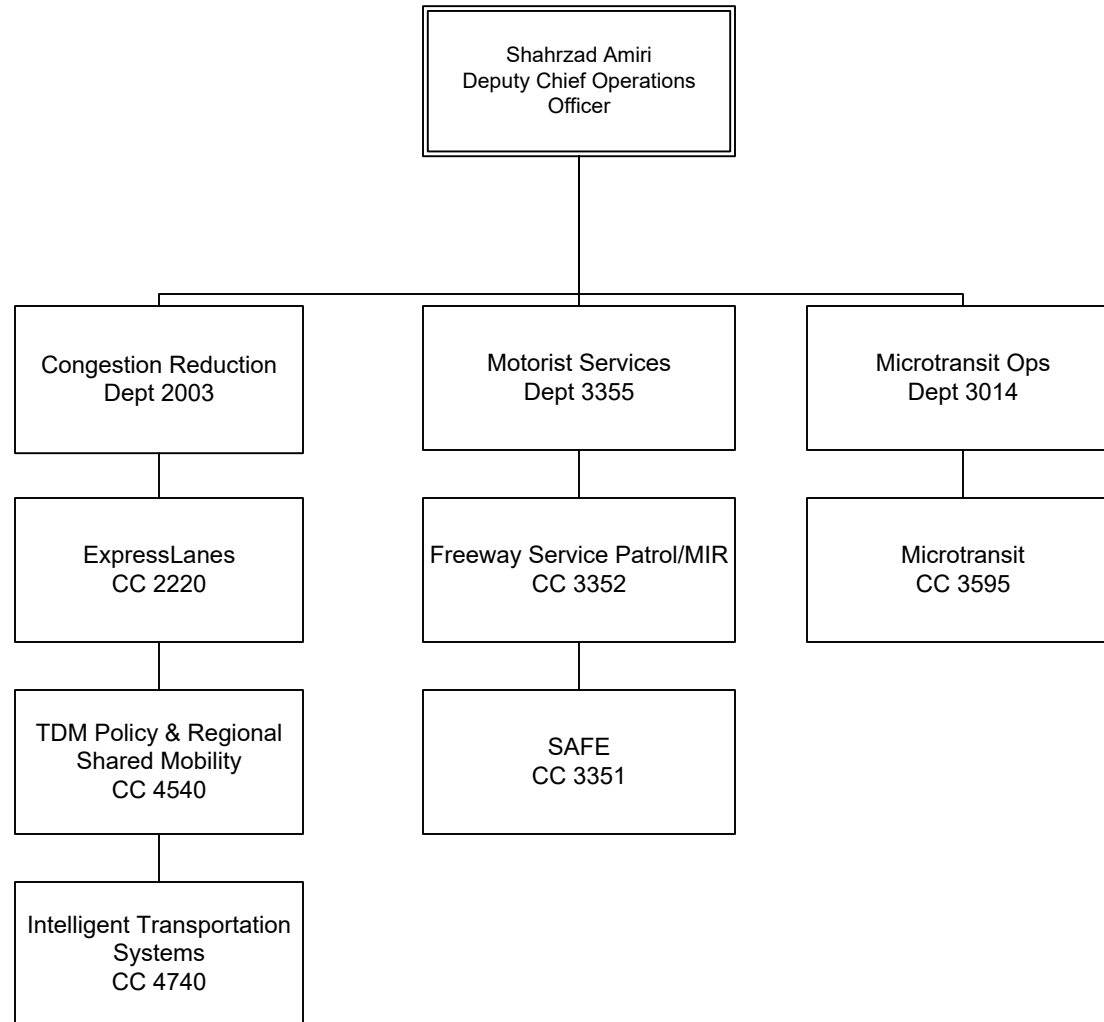 Shahrzad Amiri
Deputy Chief Operations
Officer
Congestion Reduction
Dept 2003
Motorist Services
Dept 3355
Microtransit Ops
Dept 3014
ExpressLanes
CC 2220
Freeway Service Patrol/MIR
CC 3352
Microtransit
CC 3595
TDM Policy & Regional
Shared Mobility
CC 4540
SAFE
CC 3351
Intelligent Transportation
Systems
CC 4740